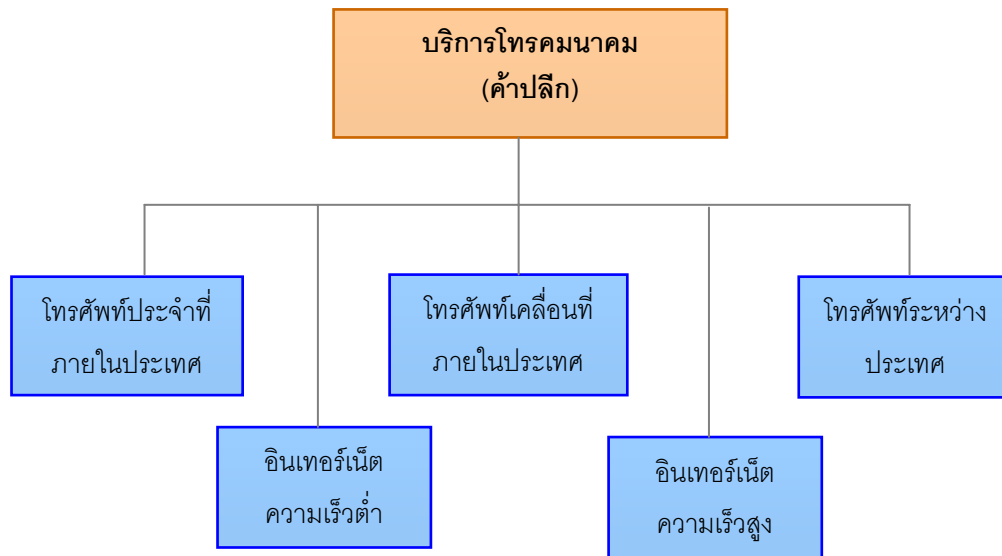 บริการโทรคมนาคม
(ค้าปลีก)
โทรศัพท์ประจำที่
ภายในประเทศ
โทรศัพท์เคลื่อนที่
ภายในประเทศ
โทรศัพท์ระหว่าง
ประเทศ
อินเทอร์เน็ต
ความเร็วต่ำ
อินเทอร์เน็ต
ความเร็วสูง